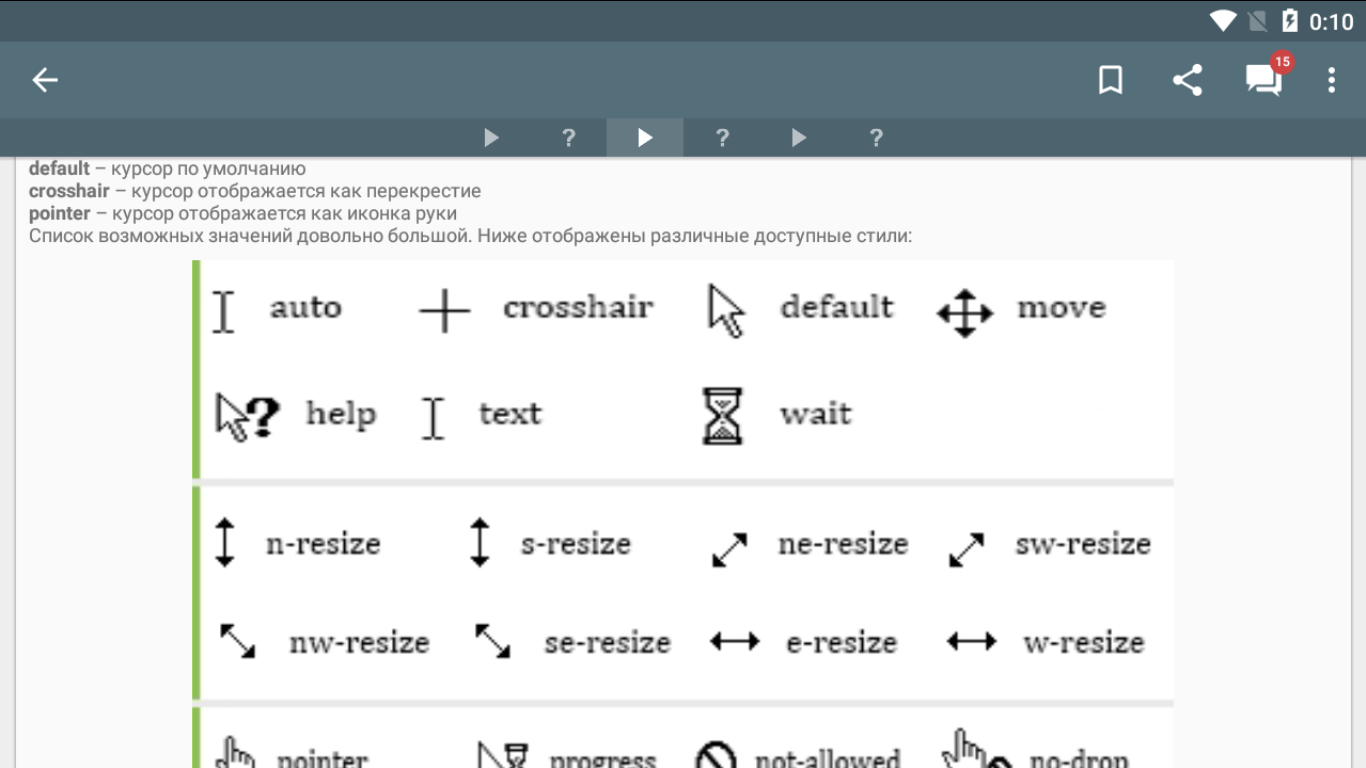 0:10
15
? ? ?
default – курсор по умолчанию
crosshair – курсор отображается как перекрестие
pointer – курсор отображается как иконка руки
Список возможных значений довольно большой. Ниже отображены различные доступные стили:
auto crosshair default move
? help text wait
n-resize s-resize ne-resize sw-resize
nw-resize se-resize e-resize w-resize
pointer progress not-allowed no-drop